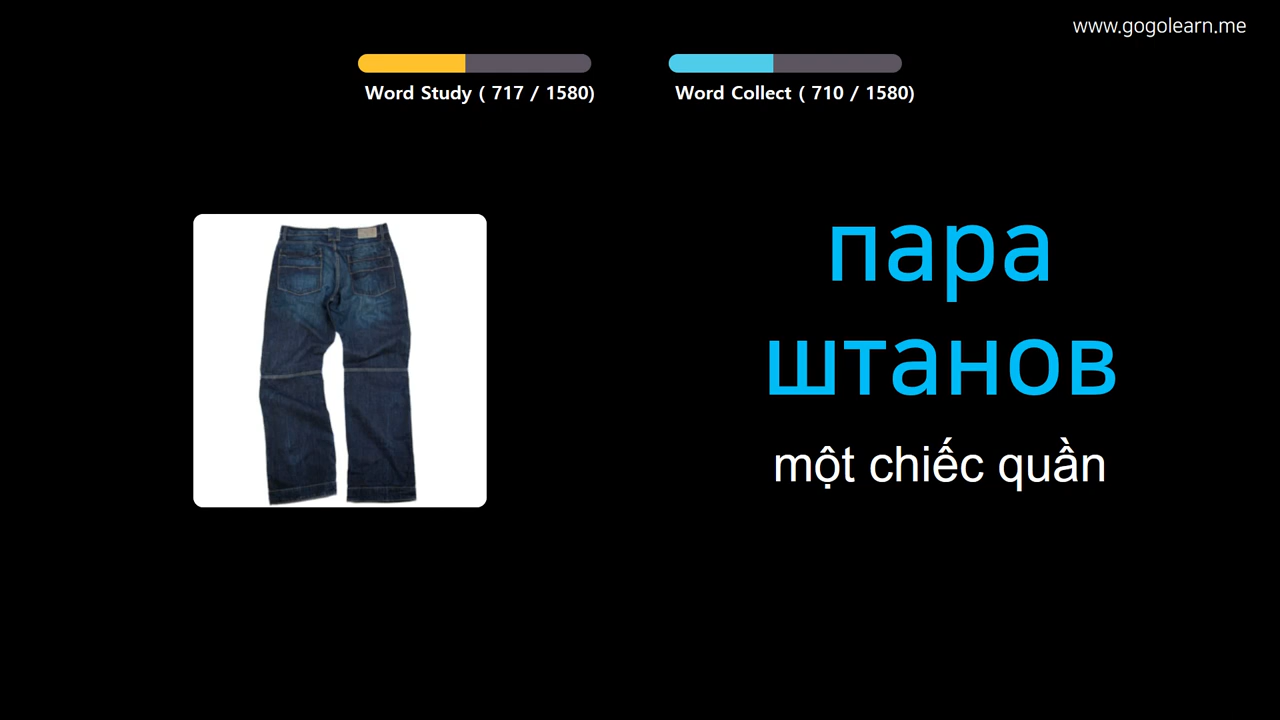 www.gogolearn.me
Word Study ( 717 / 1580)
Word Collect ( 710 / 1580)
пара
штанов
một chiếc quần